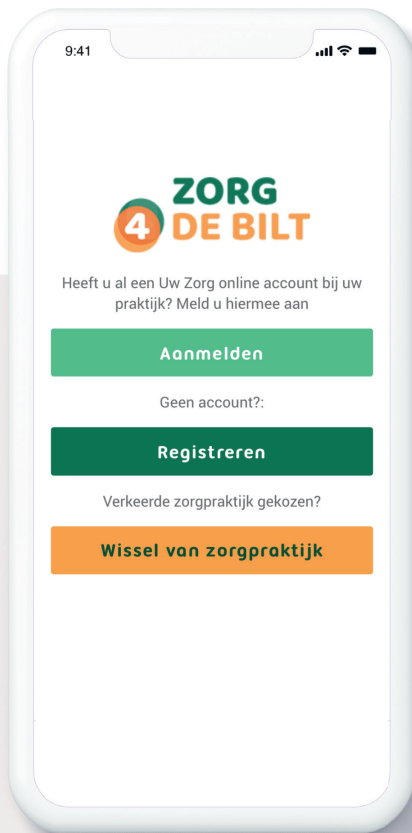 9:41
ZORG
4 DE BILT
Heeft u al een Uw Zorg online account bij uw
praktijk? Meld u hiermee aan
Aanmelden
Geen account?:
Registreren
Verkeerde zorgpraktijk gekozen?
Wissel van zorgpraktijk